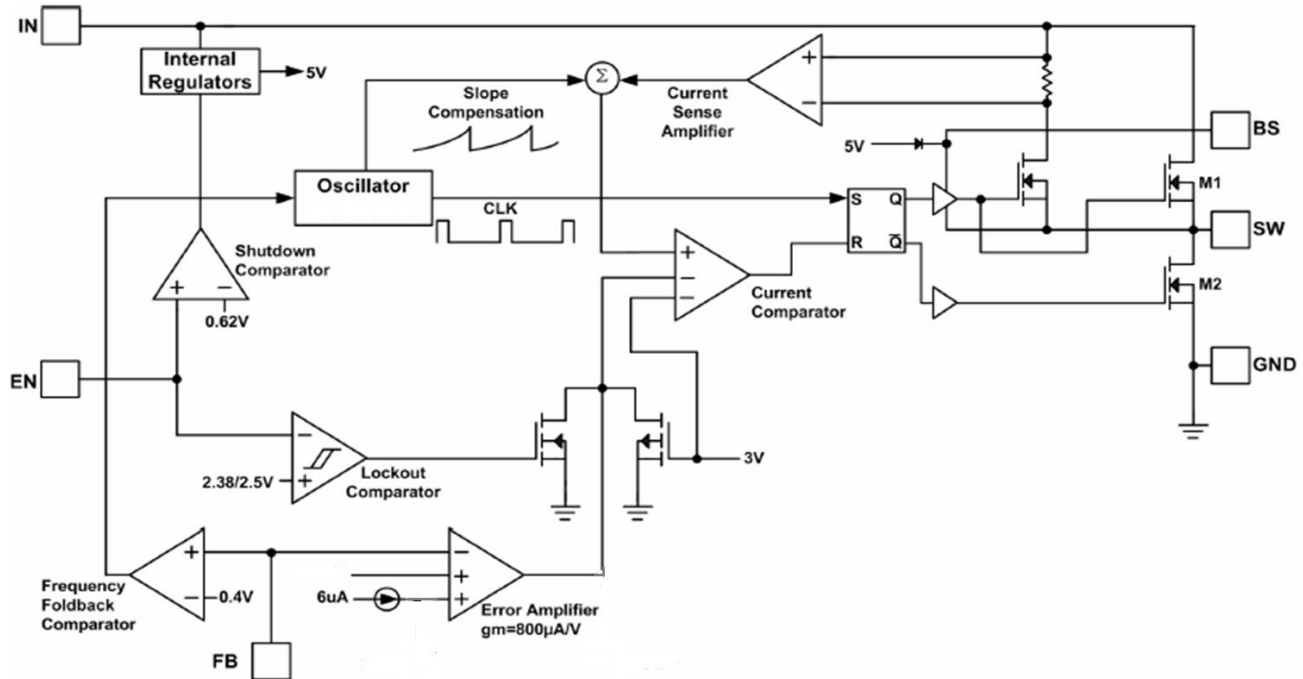 IN
Internal
Regulators
5V
Σ
+
−
Slope
Compensation
Current
Sense
Amplifier
BS
5V
Oscillator
CLK
S Q
R Q̅
M1
SW
Shutdown
Comparator
+ −
0.62V
+
−
−
Current
Comparator
M2
EN
GND
−
2.38/2.5V +
Lockout
Comparator
3V
Frequency
Foldback
Comparator
+
− 0.4V
−
+
6uA +
Error Amplifier
gm=800µA/V
FB